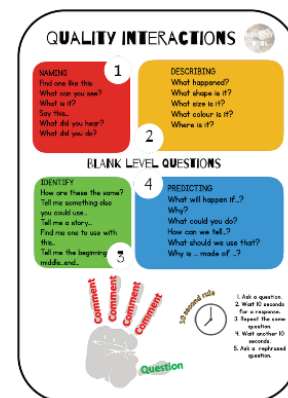 QUALITY INTERACTIONS
1
NAMING
Find one like this
What can you see?
What is it?
Say this..
What did you hear?
What did you do?
DESCRIBING
What happened?
What shape is it?
What size is it?
What colour is it?
Where is it?
2
BLANK LEVEL QUESTIONS
IDENTIFY
How are these the same?
Tell me something else
you could use..
Tell me a story...
Find me one to use with
this..
Tell me the beginning
middle..end..
3
4
PREDICTING
What will happen if..?
Why?
What could you do?
How can we tell..?
What should we use that?
Why is .. made of ..?
Comment
Comment
Comment
Comment
Question
10 second rule
1. Ask a question.
2. Wait 10 seconds
for a response.
3. Repeat the same
question.
4. Wait another 10
seconds.
5. Ask a rephrased
question.